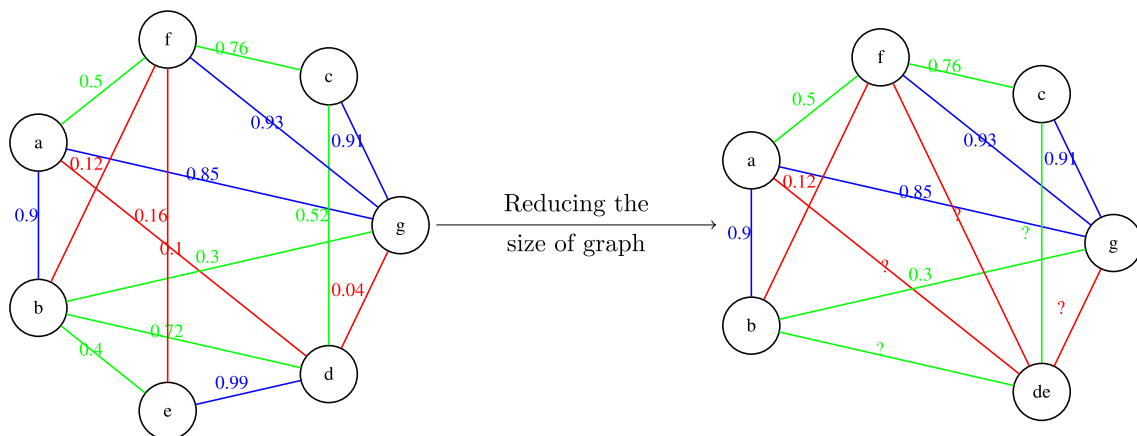 f
0.76
c
0.5
0.93
0.91
a
0.12
0.85
0.9
0.16
0.52
g
0.1
0.3
0.04
b
0.72
0.4
0.99
d
e
Reducing the
size of graph
f
0.76
c
0.5
0.93
0.91
a
0.12
0.85
?
0.9
?
g
?
0.3
?
b
?
de